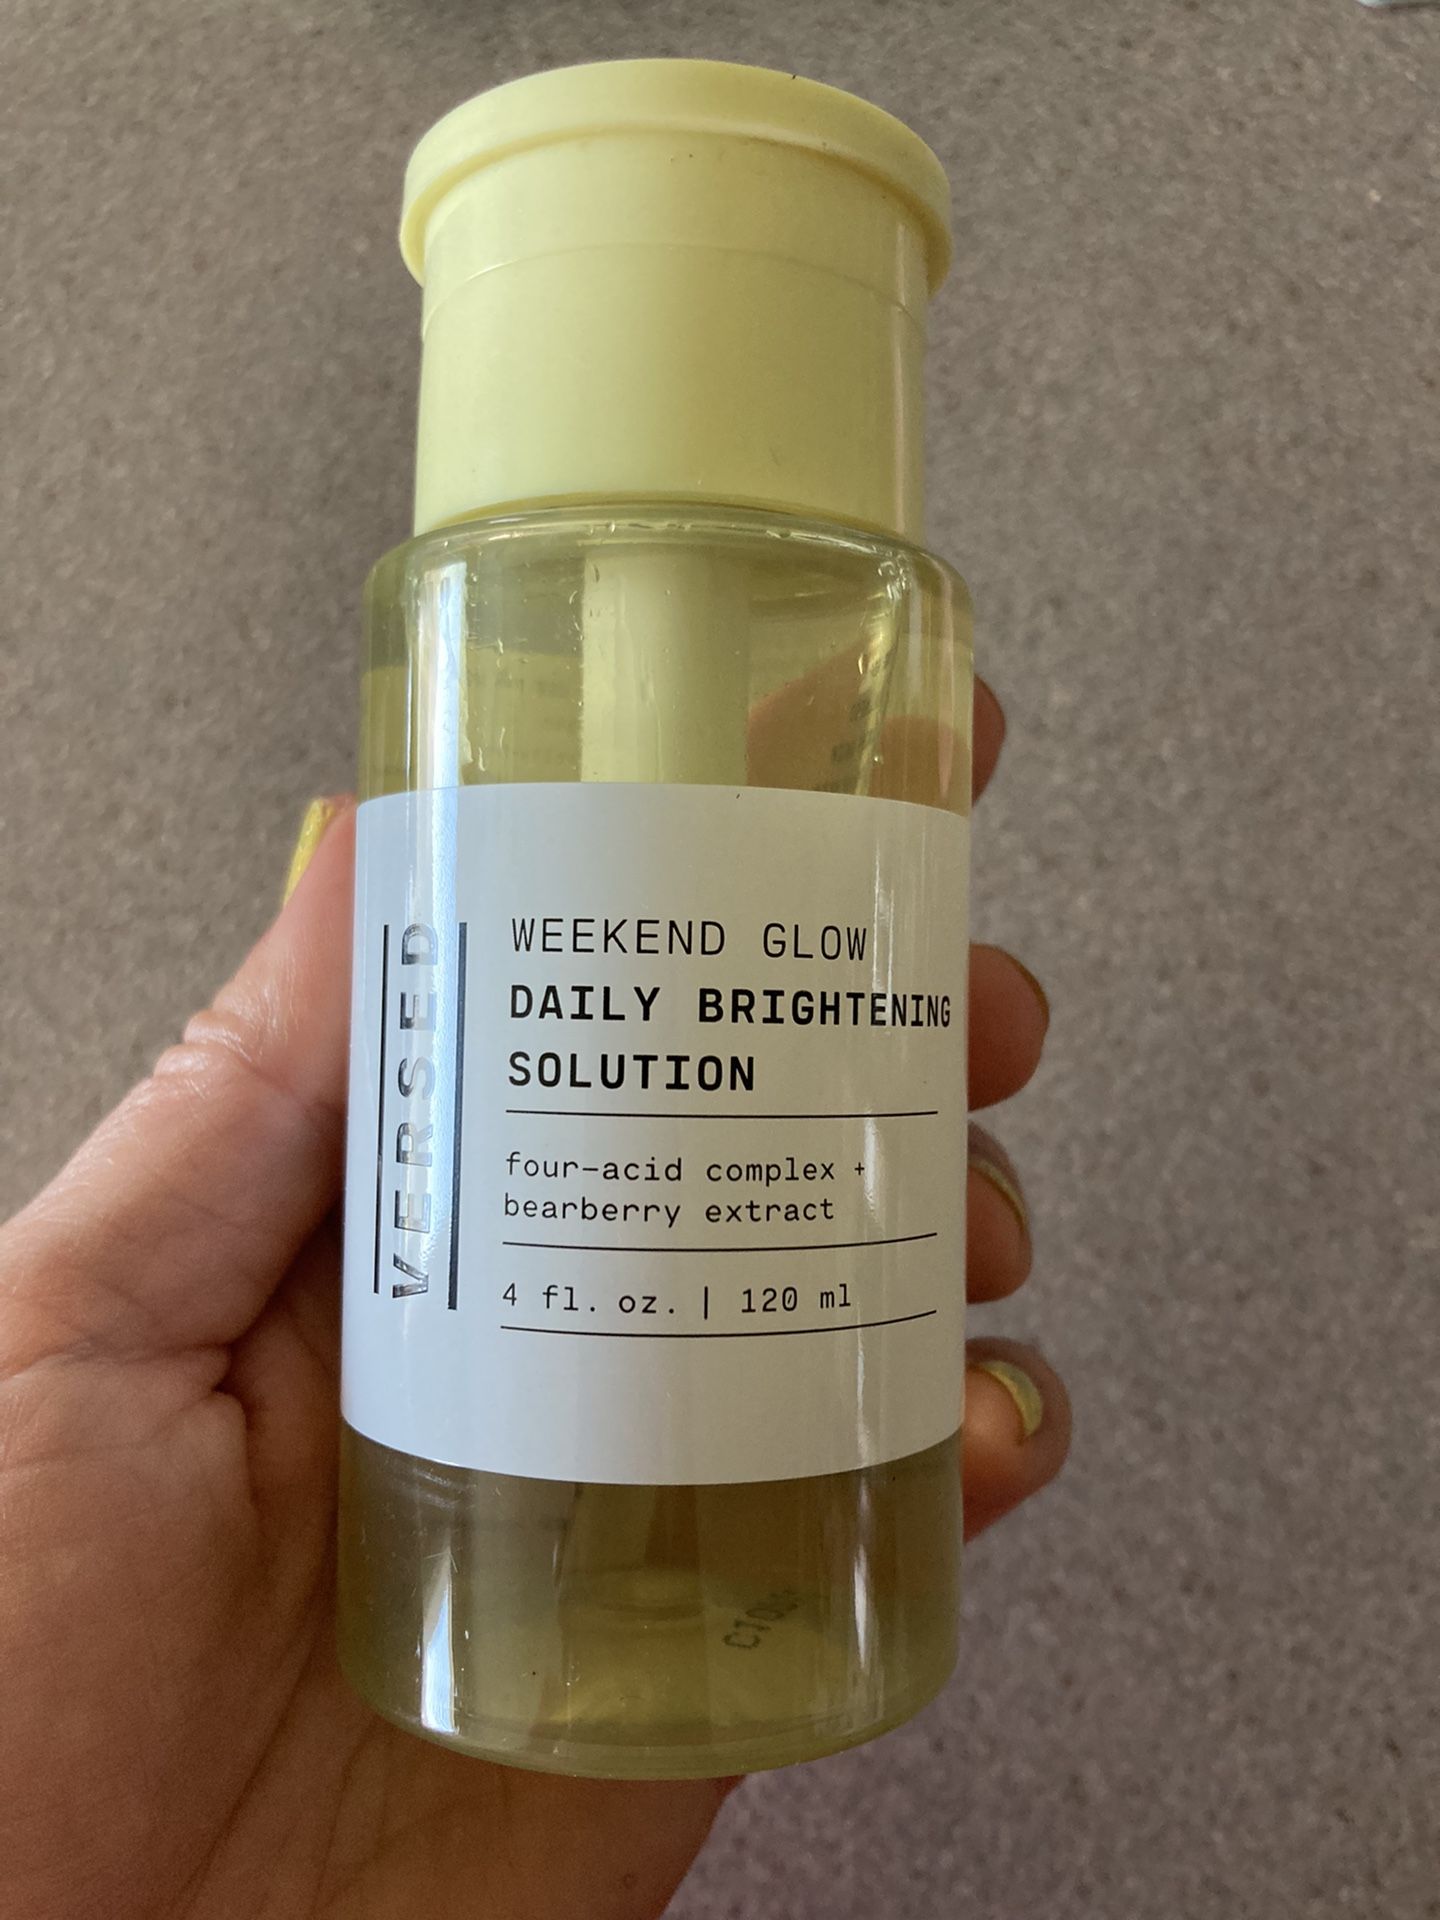 VERSED
WEEKEND GLOW
DAILY BRIGHTENING
SOLUTION
four-acid complex +
bearberry extract
4 fl. oz. | 120 ml